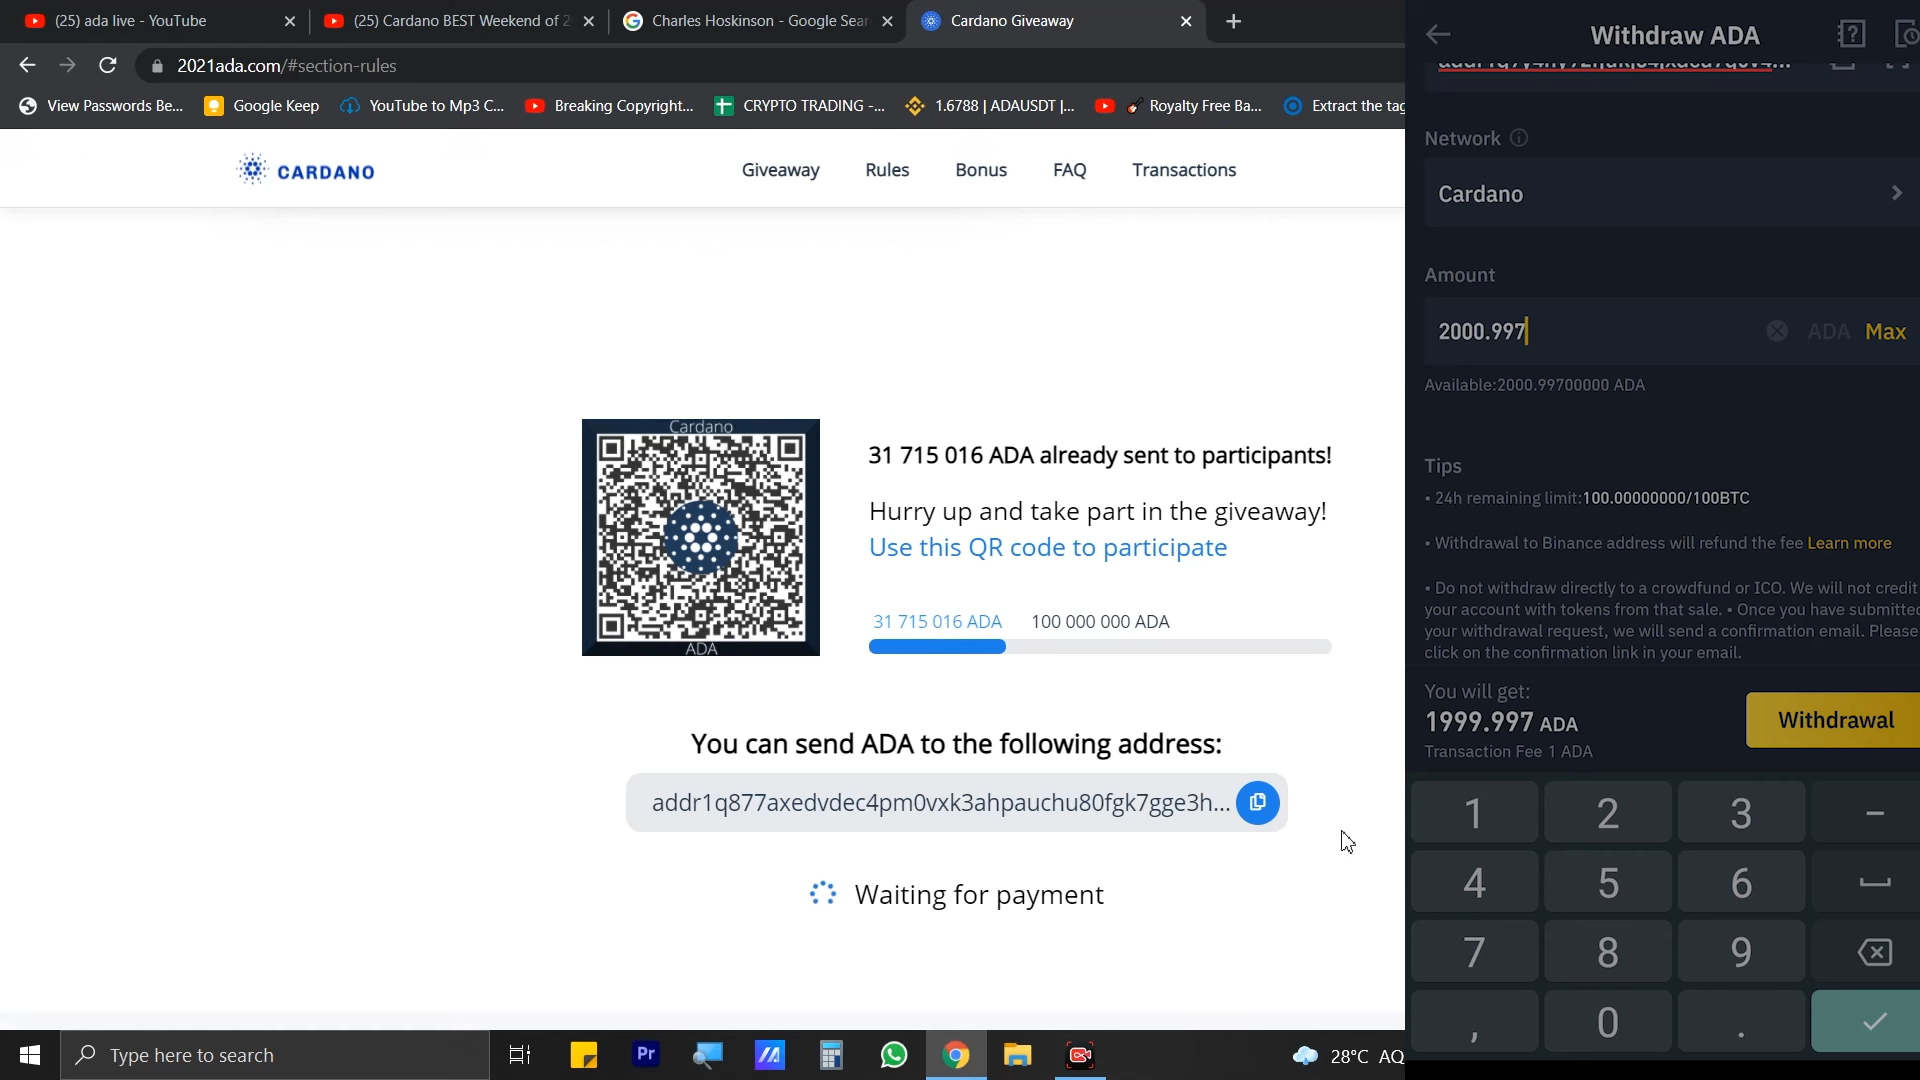 (25) ada live - YouTube
(25) Cardano BEST Weekend of 2
Charles Hoskinson - Google Sear
Cardano Giveaway
2021ada.com/#section-rules
View Passwords Be...
Google Keep
YouTube to Mp3 C...
Breaking Copyright...
CRYPTO TRADING -...
1.6788 | ADAUSDT |...
Royalty Free Ba...
Extract the tag
CARDANO
Giveaway
Rules
Bonus
FAQ
Transactions
Cardano
ADA
31 715 016 ADA already sent to participants!
Hurry up and take part in the giveaway!
Use this QR code to participate
31 715 016 ADA
100 000 000 ADA
You can send ADA to the following address:
addr1q877axedvdec4pm0vxk3ahpauchu80fgk7gge3h...
Waiting for payment
Type here to search
Pr
28°C AQ
Withdraw ADA
Network
Cardano
Amount
2000.997
ADA
Max
Available:2000.99700000 ADA
Tips
• 24h remaining limit:100.00000000/100BTC
• Withdrawal to Binance address will refund the fee Learn more
• Do not withdraw directly to a crowdfund or ICO. We will not credit
your account with tokens from that sale. • Once you have submitted
your withdrawal request, we will send a confirmation email. Please
click on the confirmation link in your email.
You will get:
1999.997 ADA
Transaction Fee 1 ADA
Withdrawal
1 2 3 –
4 5 6
7 8 9
, 0 .